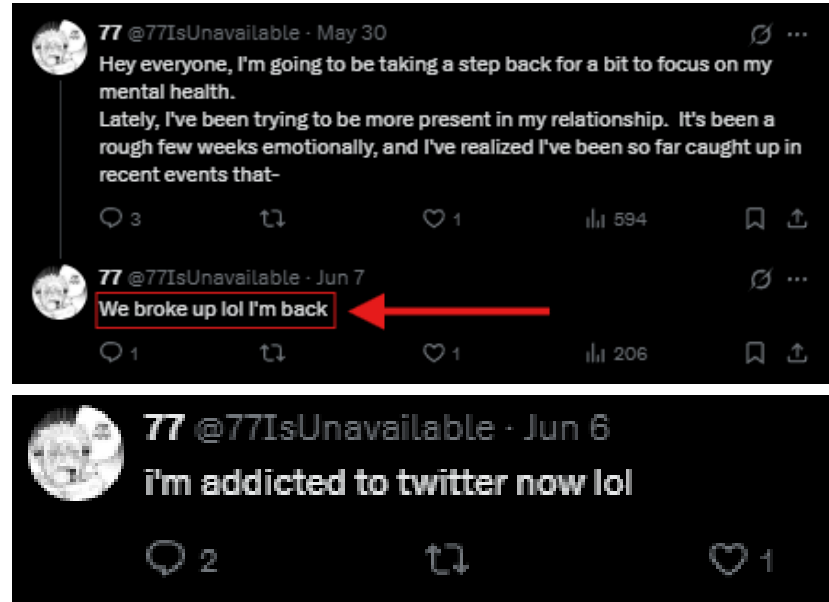 77 @77IsUnavailable · May 30
Hey everyone, I'm going to be taking a step back for a bit to focus on my
mental health.
Lately, I've been trying to be more present in my relationship. It's been a
rough few weeks emotionally, and I've realized I've been so far caught up in
recent events that-
3 1 594
77 @77IsUnavailable · Jun 7
We broke up lol I'm back
1 1 206
77 @77IsUnavailable · Jun 6
i'm addicted to twitter now lol
2 1